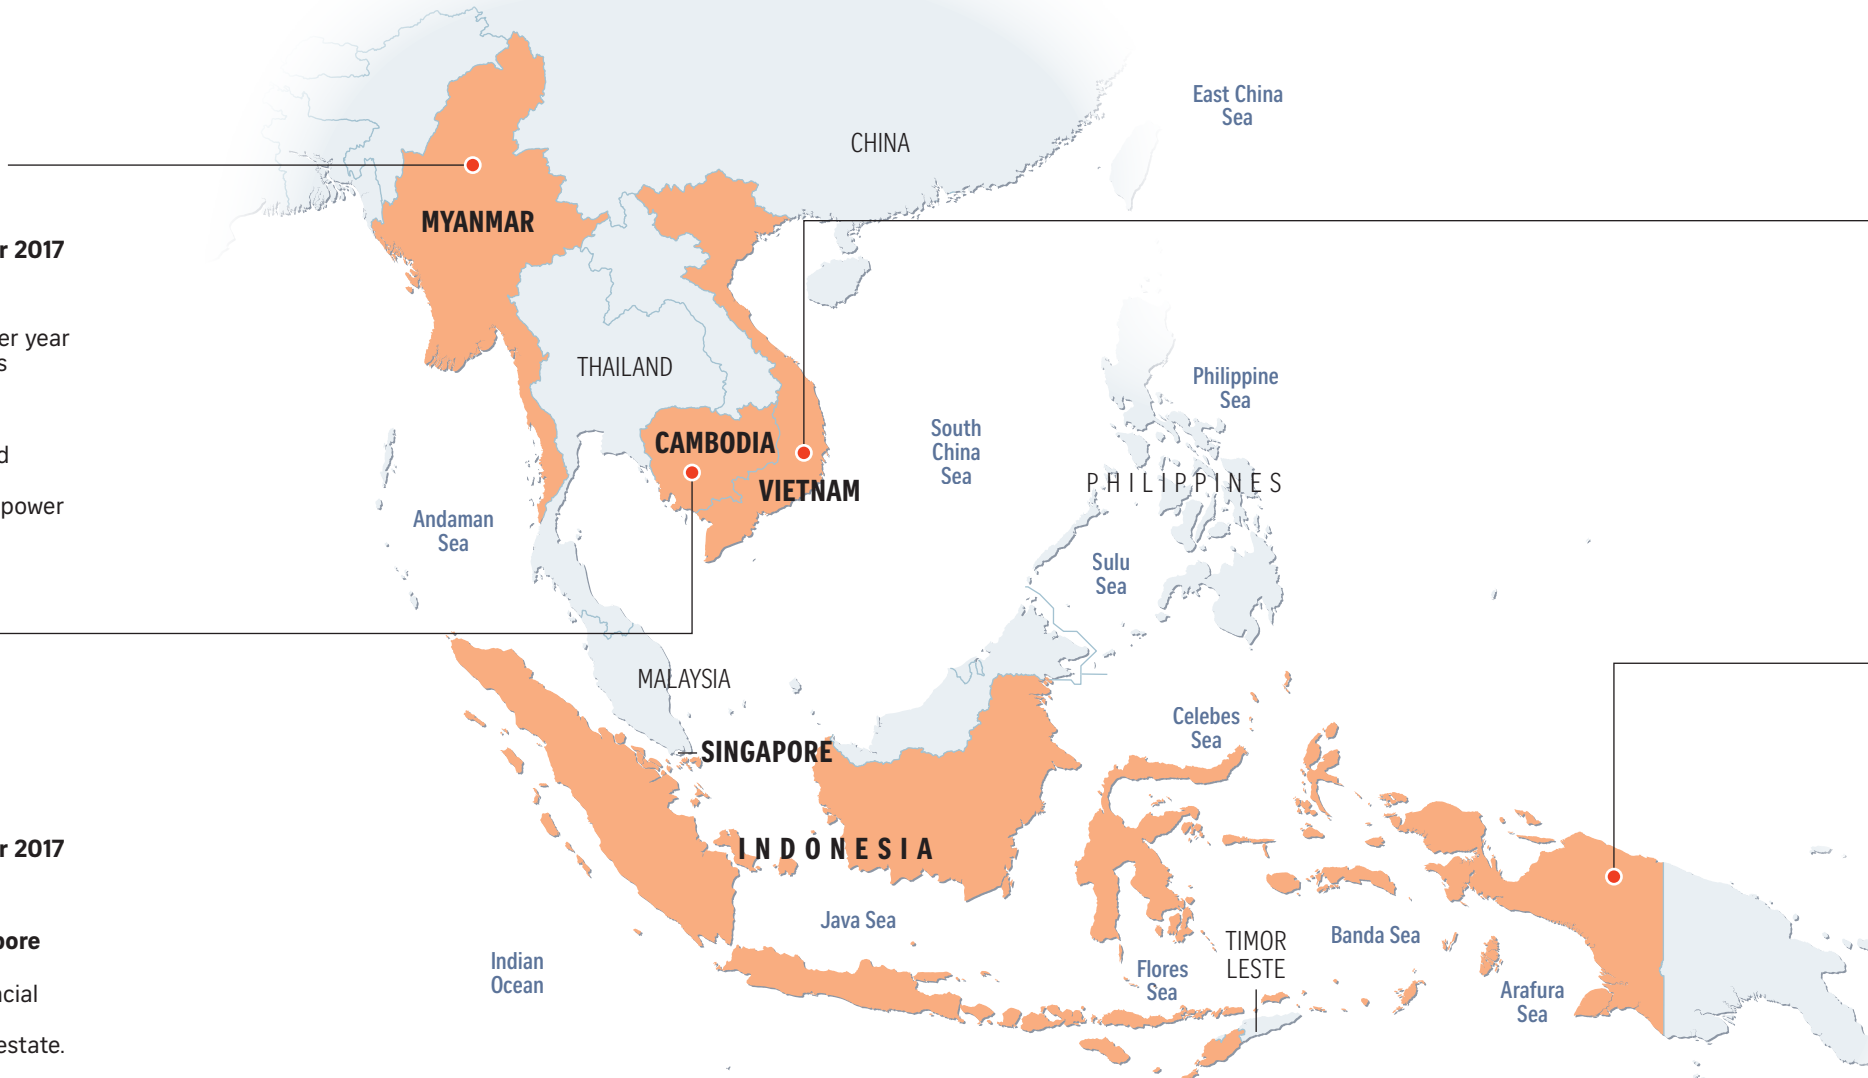 East China
Sea
CHINA
MYANMAR
r 2017
er year
s
THAILAND
Philippine
Sea
d
CAMBODIA
South
China
Sea
PHILIPPINES
VIETNAM
power
Andaman
Sea
Sulu
Sea
MALAYSIA
Celebes
Sea
SINGAPORE
INDONESIA
r 2017
Java Sea
pore
Indian
Ocean
TIMOR
LESTE
Banda Sea
Flores
Sea
ncial
Arafura
Sea
estate.